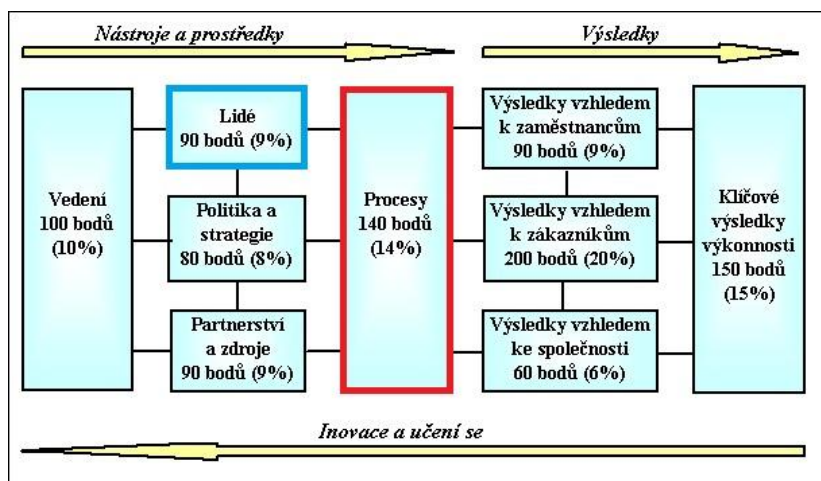 Nástroje a prostředky
Výsledky
Vedení
100 bodů
(10%)
Lidé
90 bodů (9%)
Politika a
strategie
80 bodů (8%)
Partnerství
a zdroje
90 bodů (9%)
Procesy
140 bodů
(14%)
Výsledky vzhledem
k zaměstnancům
90 bodů (9%)
Výsledky vzhledem
k zákazníkům
200 bodů (20%)
Výsledky vzhledem
ke společnosti
60 bodů (6%)
Klíčové
výsledky
výkonnosti
150 bodů
(15%)
Inovace a učení se